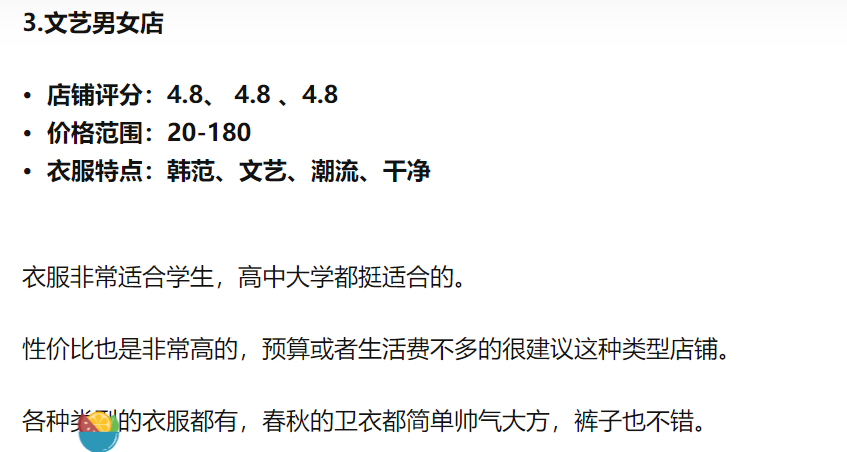 3.文艺男女店
• 店铺评分：4.8、 4.8 、4.8
• 价格范围：20-180
• 衣服特点：韩范、文艺、潮流、干净
衣服非常适合学生，高中大学都挺适合的。
性价比也是非常高的，预算或者生活费不多的很建议这种类型店铺。
各种类型的衣服都有，春秋的卫衣都简单帅气大方，裤子也不错。